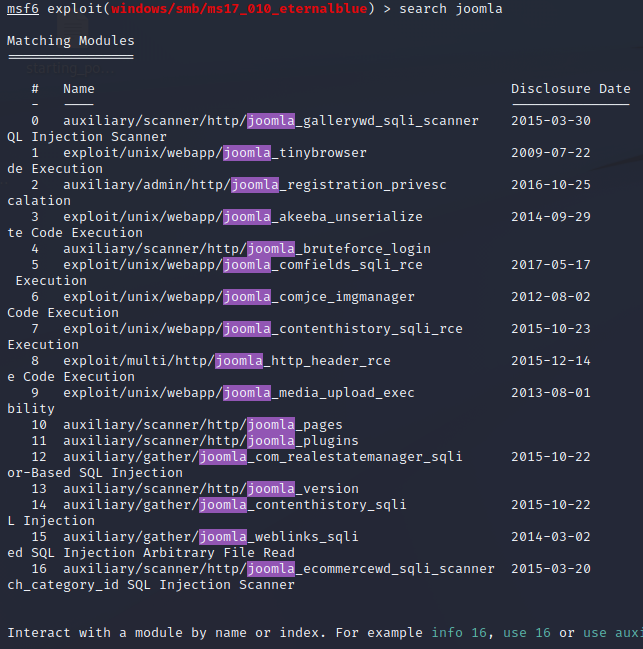 msf6 exploit(windows/smb/ms17_010_eternalblue) > search joomla
Matching Modules
================
# Name Disclosure Date
- ---- ---------------
0 auxiliary/scanner/http/joomla_gallerywd_sqli_scanner 2015-03-30
QL Injection Scanner
1 exploit/unix/webapp/joomla_tinybrowser 2009-07-22
de Execution
2 auxiliary/admin/http/joomla_registration_privesc 2016-10-25
calation
3 exploit/unix/webapp/joomla_akeeba_unserialize 2014-09-29
te Code Execution
4 auxiliary/scanner/http/joomla_bruteforce_login
5 exploit/unix/webapp/joomla_comfields_sqli_rce 2017-05-17
Execution
6 exploit/unix/webapp/joomla_comjce_imgmanager 2012-08-02
Code Execution
7 exploit/unix/webapp/joomla_contenthistory_sqli_rce 2015-10-23
Execution
8 exploit/multi/http/joomla_http_header_rce 2015-12-14
e Code Execution
9 exploit/unix/webapp/joomla_media_upload_exec 2013-08-01
bility
10 auxiliary/scanner/http/joomla_pages
11 auxiliary/scanner/http/joomla_plugins
12 auxiliary/gather/joomla_com_realestatemanager_sqli 2015-10-22
or-Based SQL Injection
13 auxiliary/scanner/http/joomla_version
14 auxiliary/gather/joomla_contenthistory_sqli 2015-10-22
L Injection
15 auxiliary/gather/joomla_weblinks_sqli 2014-03-02
ed SQL Injection Arbitrary File Read
16 auxiliary/scanner/http/joomla_ecommercewd_sqli_scanner 2015-03-20
ch_category_id SQL Injection Scanner
Interact with a module by name or index. For example info 16, use 16 or use auxi